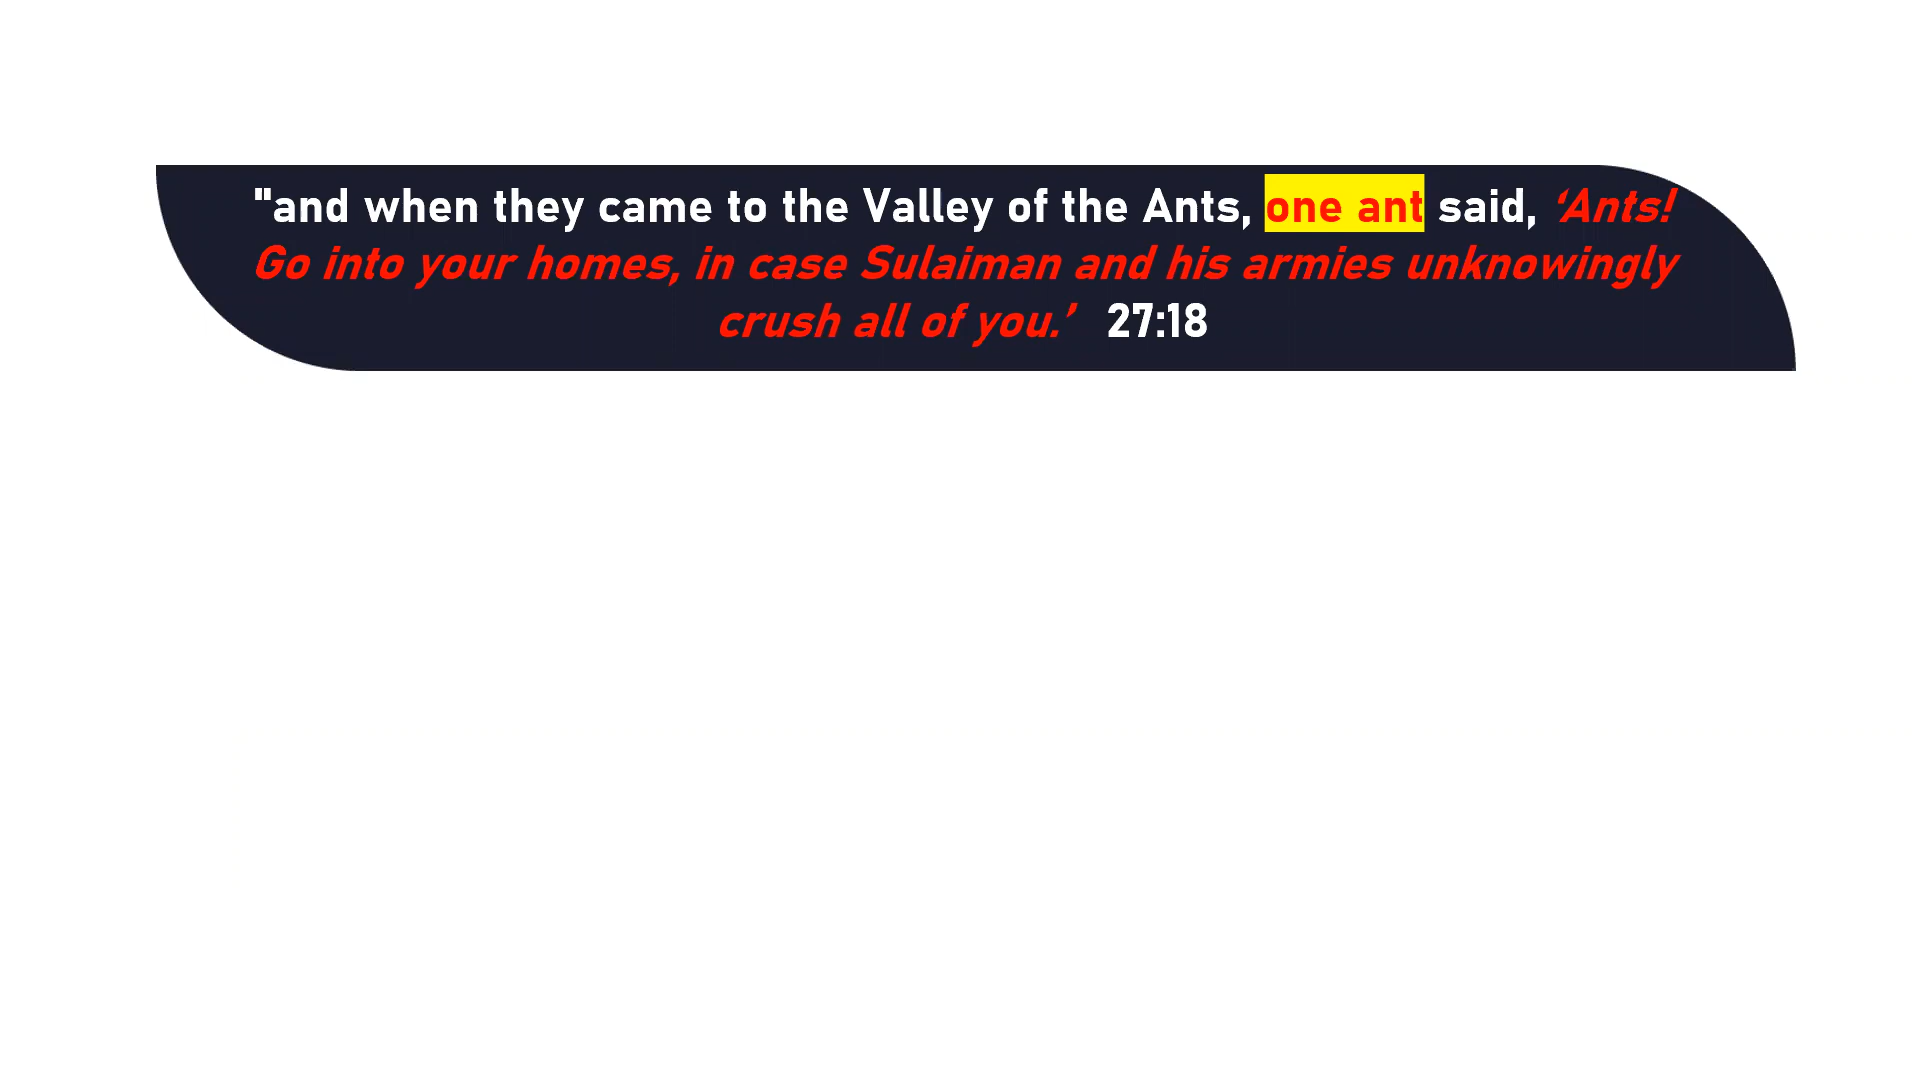 "and when they came to the Valley of the Ants, one ant said, ‘Ants!
Go into your homes, in case Sulaiman and his armies unknowingly
crush all of you.’ 27:18